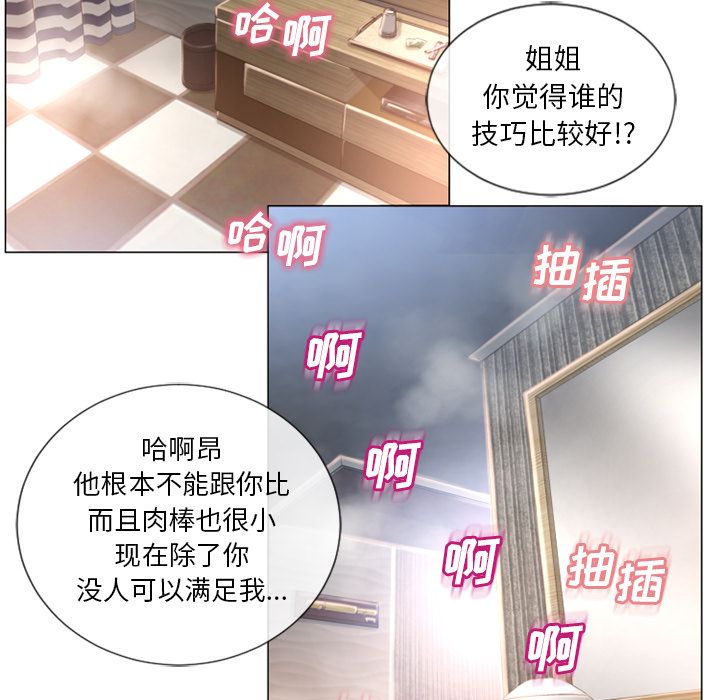 哈啊
姐姐
你觉得谁的
技巧比较好!?
哈啊
抽插
啊
哈啊昂
他根本不能跟你比
而且肉棒也很小
现在除了你
没人可以满足我...
啊
啊
抽插
啊